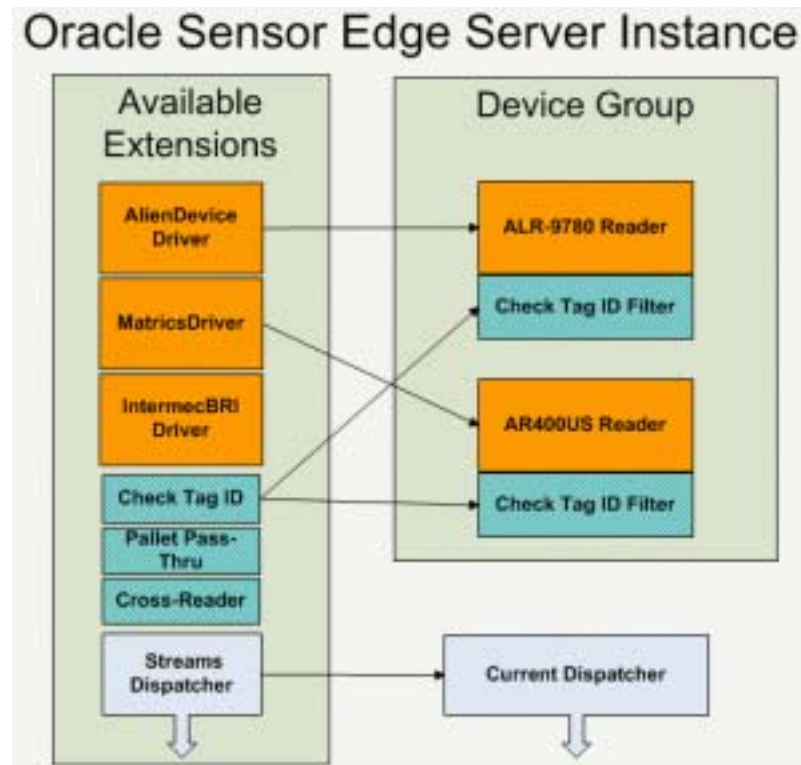 Oracle Sensor Edge Server Instance
Available
Extensions
AlienDevice
Driver
MatricsDriver
IntermecBRI
Driver
Check Tag ID
Pallet Pass-
Thru
Cross-Reader
Streams
Dispatcher
Device Group
ALR-9780 Reader
Check Tag ID Filter
AR400US Reader
Check Tag ID Filter
Current Dispatcher